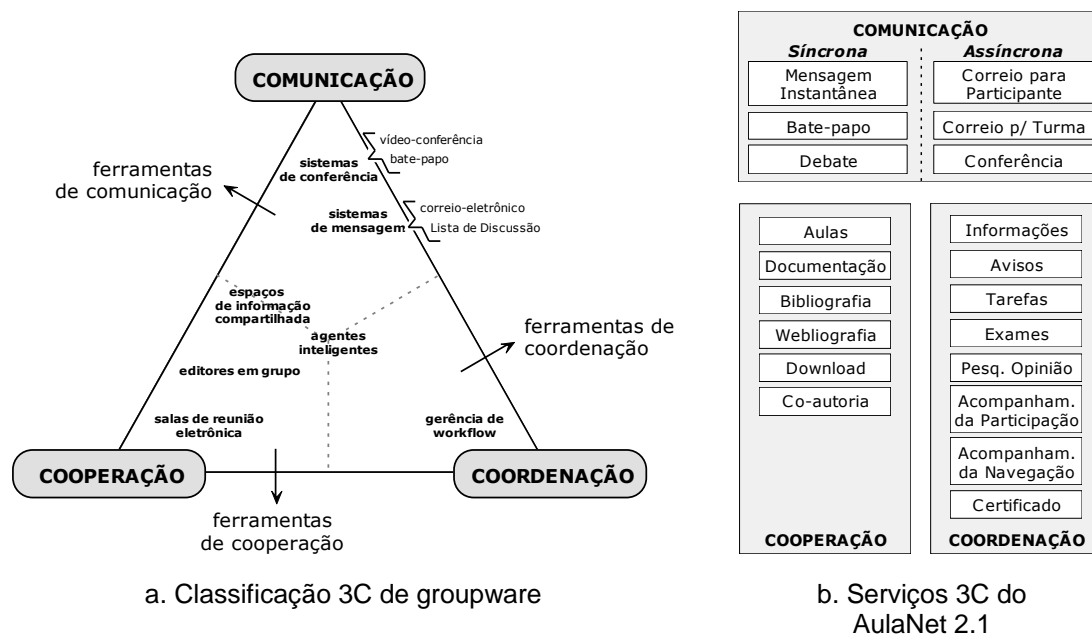 COMUNICAÇÃO
vídeo-conferência
bate-papo
sistemas
de conferência
ferramentas
de comunicação
correio-eletrônico
Lista de Discussão
sistemas
de mensagem
espaços
de informação
compartilhada
agentes
inteligentes
ferramentas de
coordenação
editores em grupo
salas de reunião
eletrônica
gerência de
workflow
COOPERAÇÃO
COORDENAÇÃO
ferramentas
de cooperação
a. Classificação 3C de groupware
COMUNICAÇÃO
Síncrona
Assíncrona
Mensagem
Instantânea
Correio para
Participante
Bate-papo
Correio p/ Turma
Debate
Conferência
Aulas
Documentação
Bibliografia
Webliografia
Download
Co-autoria
COOPERAÇÃO
Informações
Avisos
Tarefas
Exames
Pesq. Opinião
Acompanham.
da Participação
Acompanham.
da Navegação
Certificado
COORDENAÇÃO
b. Serviços 3C do
AulaNet 2.1